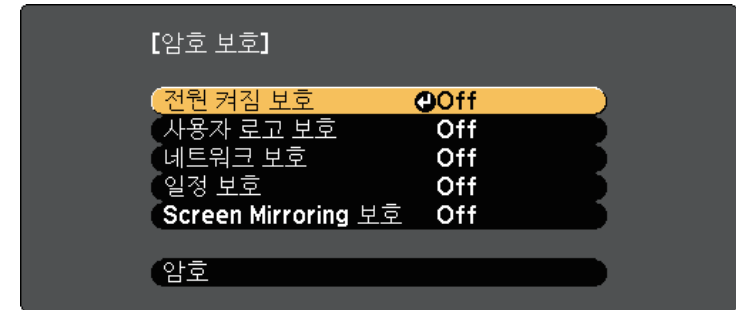 [암호 보호]
전원 켜짐 보호 Off
사용자 로고 보호 Off
네트워크 보호 Off
일정 보호 Off
Screen Mirroring 보호 Off
암호